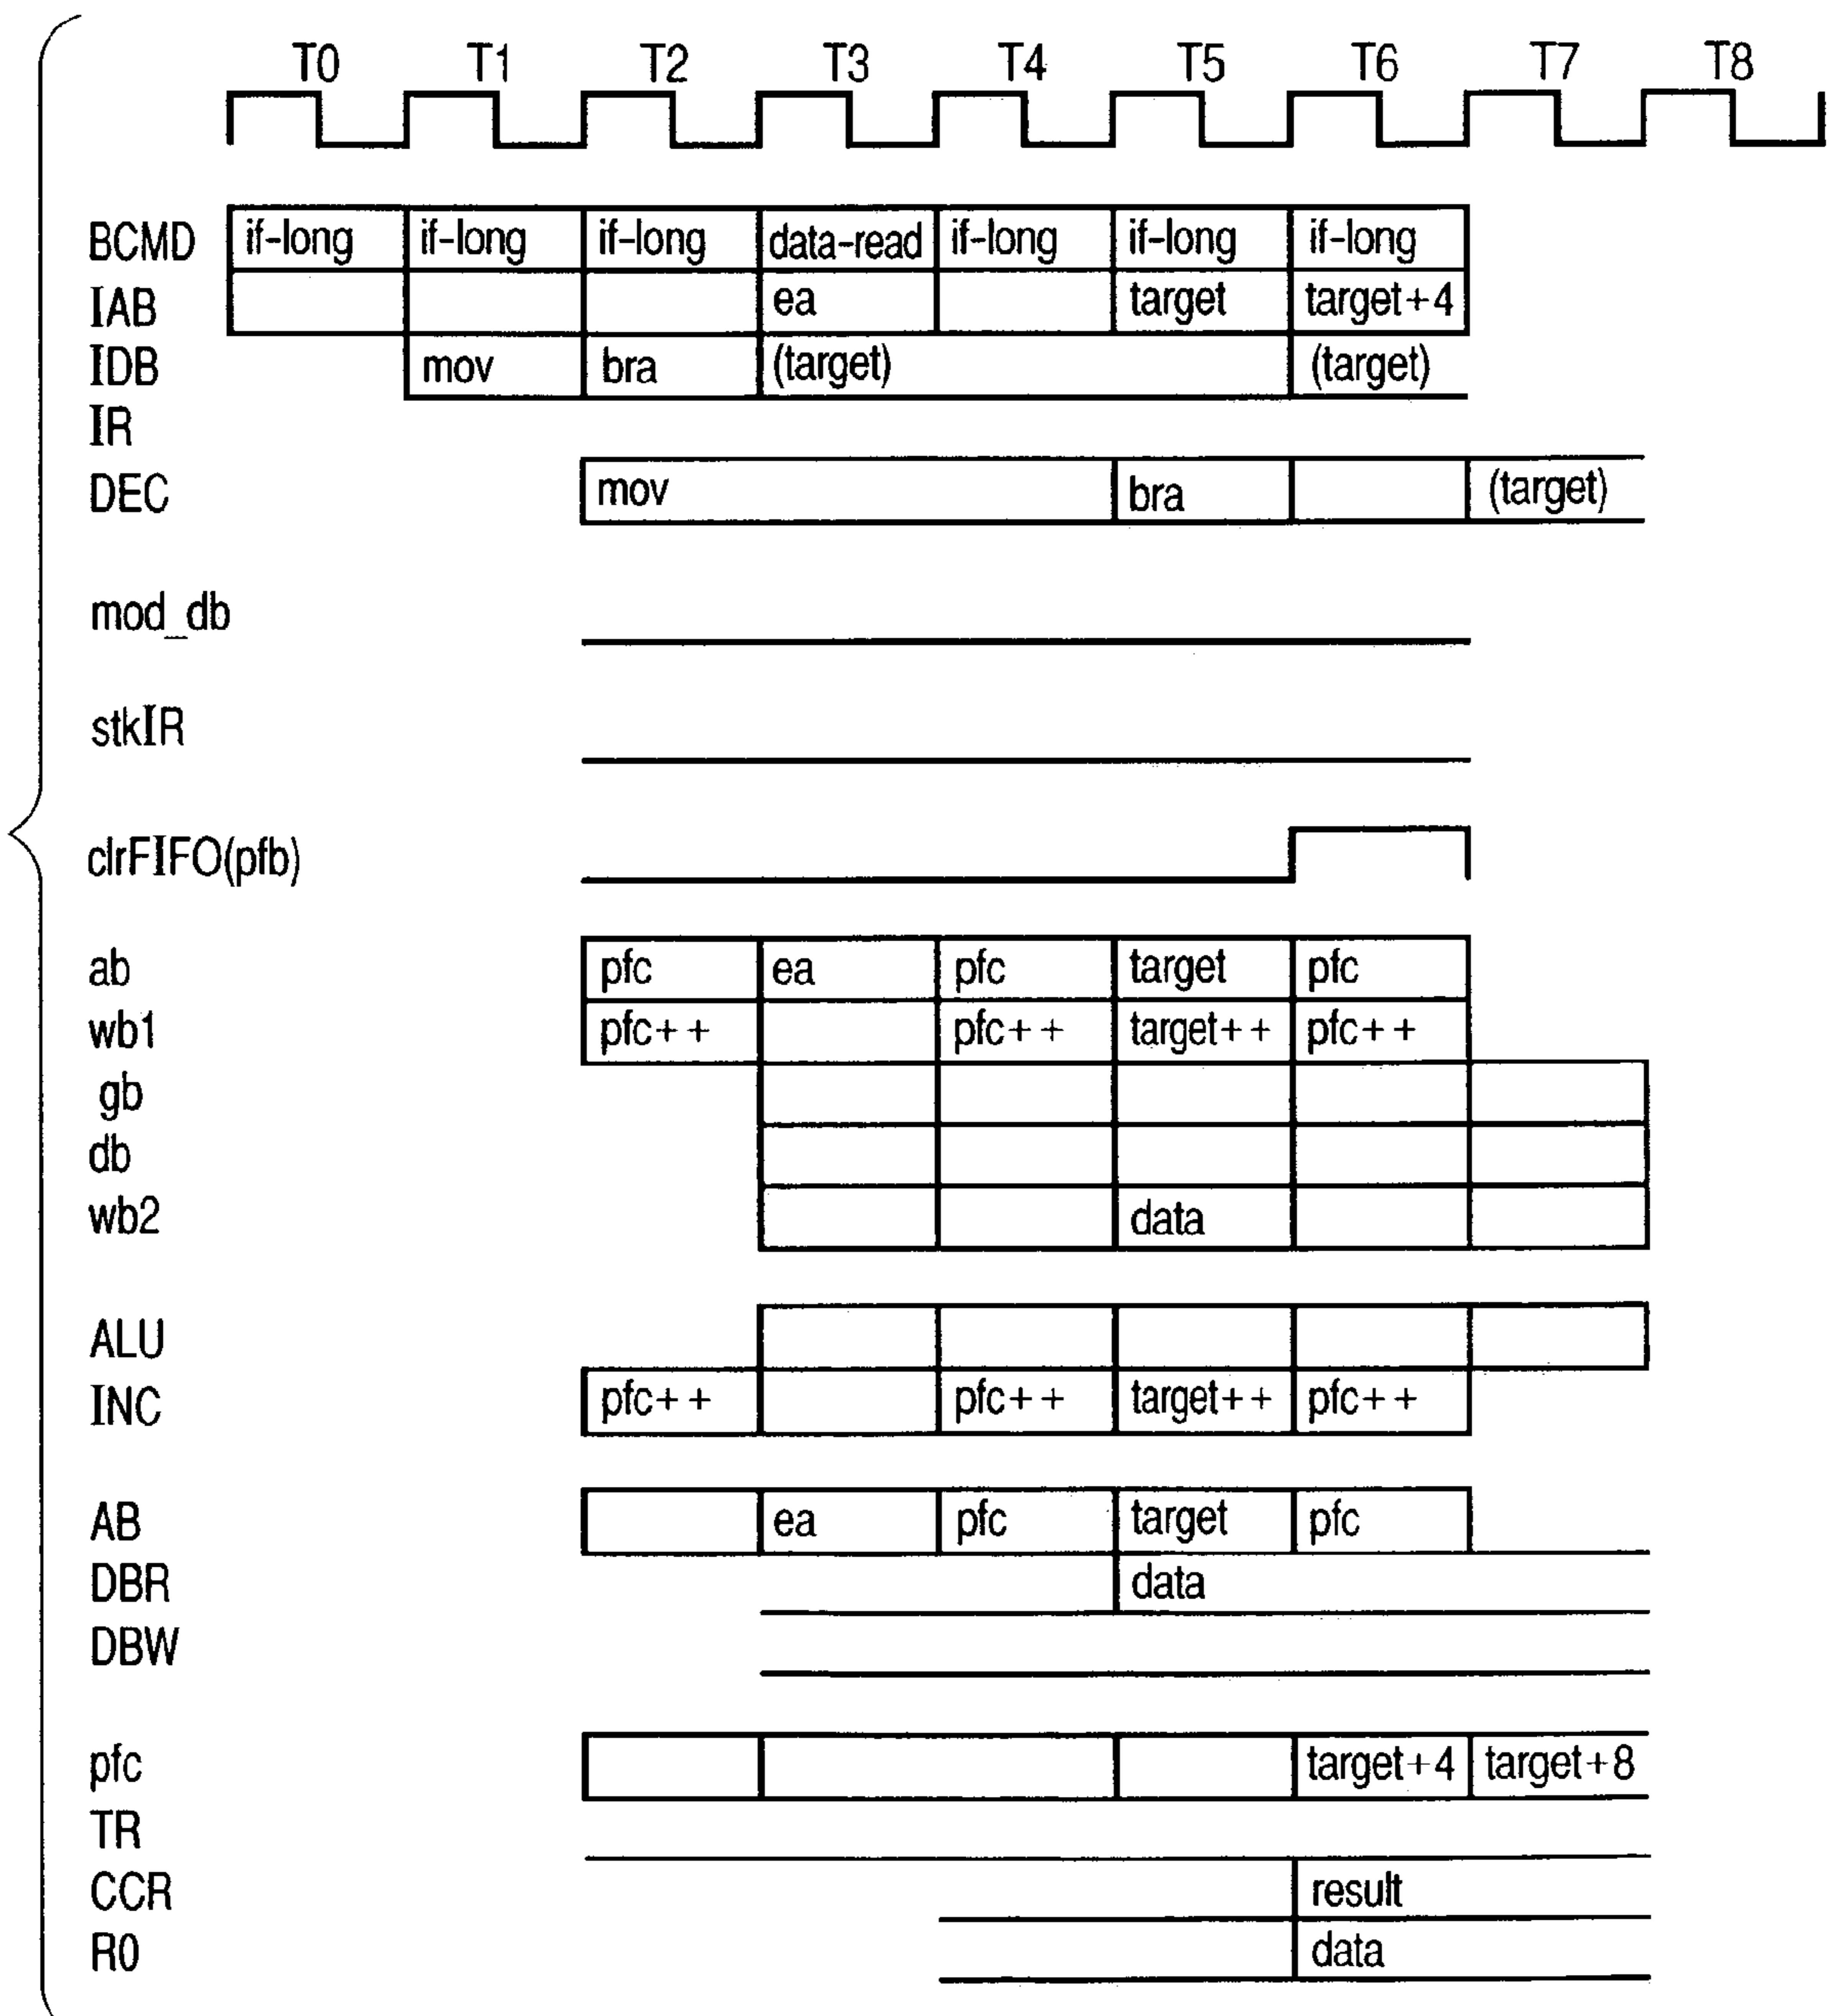 T0 T1 T2 T3 T4 T5 T6 T7 T8
BCMD if-long if-long if-long data-read if-long if-long if-long
IAB ea target target+4
IDB mov bra (target) (target)
IR
DEC mov bra (target)
mod_db
stkIR
clrFIFO(pfb)
ab pfc ea pfc target pfc
wb1 pfc++ pfc++ target++ pfc++
gb
db
wb2 data
ALU
INC pfc++ pfc++ target++ pfc++
AB ea pfc target pfc
DBR data
DBW
pfc target+4 target+8
TR
CCR result
R0 data